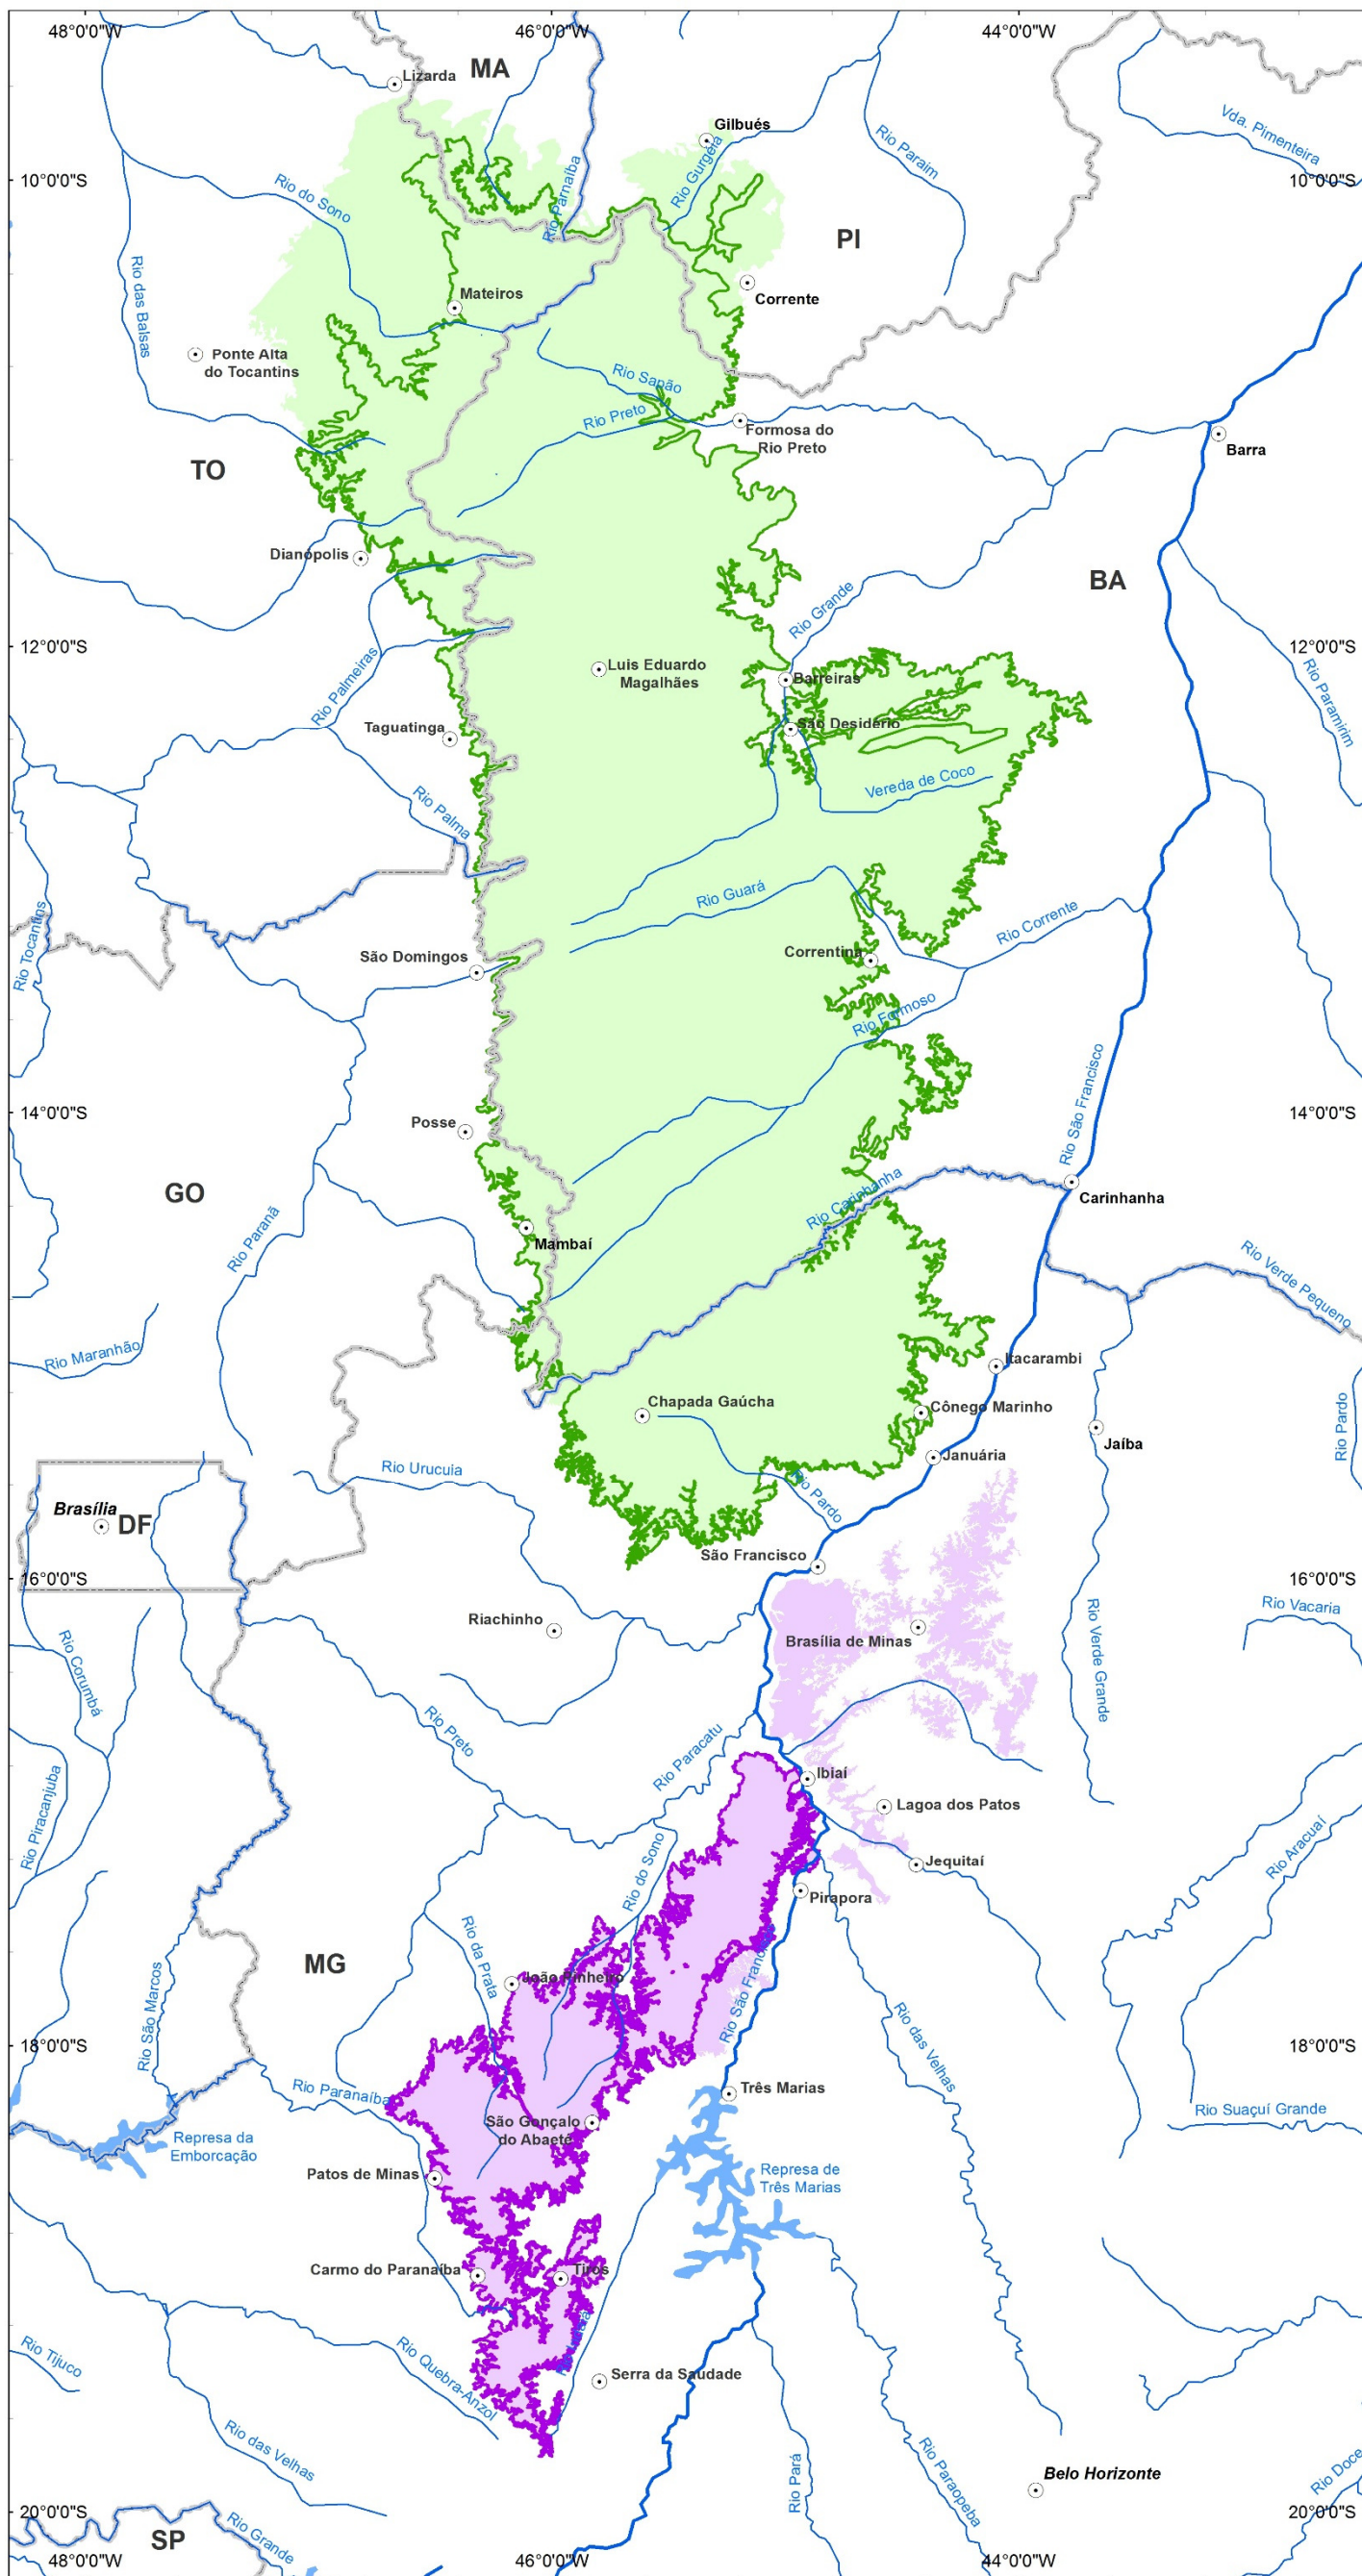 48°0'0"W
46°0'0"W
44°0'0"W
MA
Lizarda
Gilbués
Vda. Pimenteira
Rio Gurgéia
Rio Paraim
10°0'0"S
10°0'0"S
Rio do Sono
Rio Parnaíba
PI
Rio das Balsas
Mateiros
Corrente
Ponte Alta
do Tocantins
Rio Sapão
Rio Preto
Formosa do
Rio Preto
Barra
TO
Dianópolis
BA
Rio Grande
12°0'0"S
12°0'0"S
Rio Palmeiras
Luis Eduardo
Magalhães
Barreiras
Rio Paramirim
Taguatinga
São Desidério
Vereda de Coco
Rio Palma
Rio Guará
Rio Corrente
Rio Tocantins
São Domingos
Correntina
Rio Formoso
Rio São Francisco
14°0'0"S
14°0'0"S
Posse
GO
Rio Carinhanha
Carinhanha
Rio Paranã
Mambaí
Rio Verde Pequeno
Rio Maranhão
Itacarambi
Chapada Gaúcha
Cônego Marinho
Rio Pardo
Jaíba
Januária
Rio Urucuia
Rio Pardo
Brasília
DF
São Francisco
16°0'0"S
16°0'0"S
Riachinho
Brasília de Minas
Rio Vacaria
Rio Corumbá
Rio Verde Grande
Rio Preto
Rio Paracatu
Ibiaí
Rio Piracanjuba
Lagoa dos Patos
Rio Araçuaí
Jequitaí
Rio do Sono
Pirapora
Rio da Prata
MG
João Pinheiro
Rio São Francisco
Rio São Marcos
Rio das Velhas
18°0'0"S
18°0'0"S
Rio Paranaíba
Três Marias
São Gonçalo
do Abaeté
Rio Suaçuí Grande
Represa da
Emborcação
Patos de Minas
Represa de
Três Marias
Carmo do Paranaíba
Tiros
Rio Tijuco
Rio Quebra-Anzol
Serra da Saudade
Rio das Velhas
Rio Pará
Rio Paraopeba
Belo Horizonte
Rio Doce
20°0'0"S
20°0'0"S
SP
Rio Grande
48°0'0"W
46°0'0"W
44°0'0"W